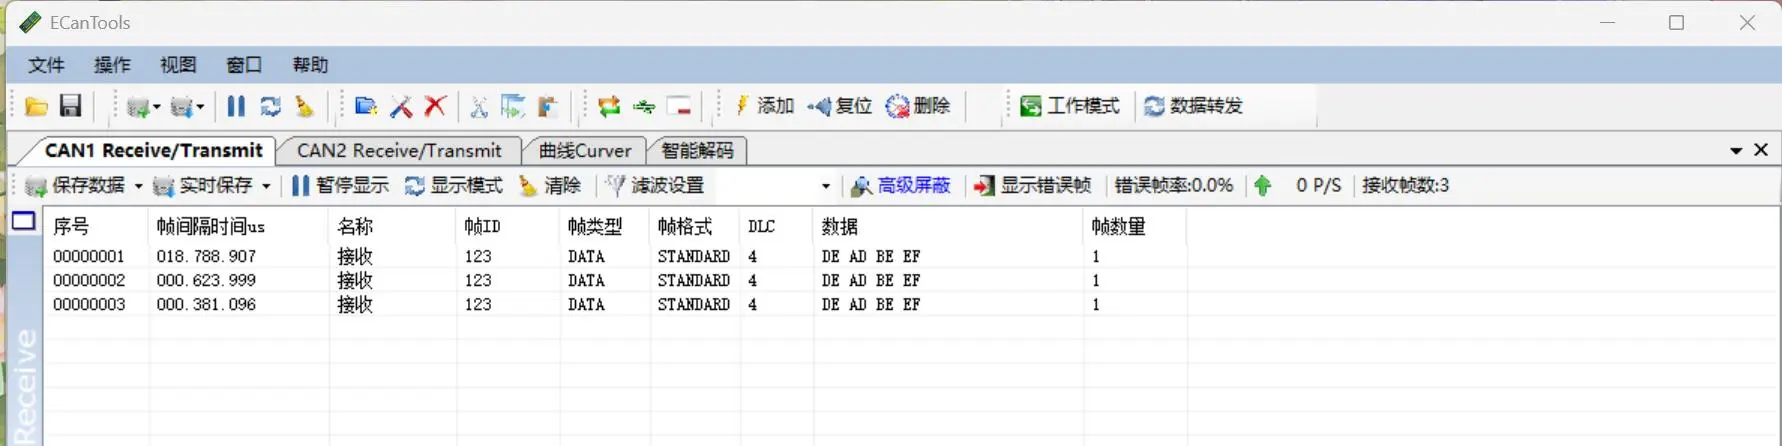 ECanTools
文件 操作 视图 窗口 帮助
添加 复位 删除 工作模式 数据转发
CAN1 Receive/Transmit CAN2 Receive/Transmit 曲线Curver 智能解码
保存数据 实时保存 暂停显示 显示模式 清除 滤波设置 高级屏蔽 显示错误帧 错误帧率:0.0% 0 P/S 接收帧数:3
序号 帧间隔时间us 名称 帧ID 帧类型 帧格式 DLC 数据 帧数量
00000001 018.788.907 接收 123 DATA STANDARD 4 DE AD BE EF 1
00000002 000.623.999 接收 123 DATA STANDARD 4 DE AD BE EF 1
00000003 000.381.096 接收 123 DATA STANDARD 4 DE AD BE EF 1
Receive